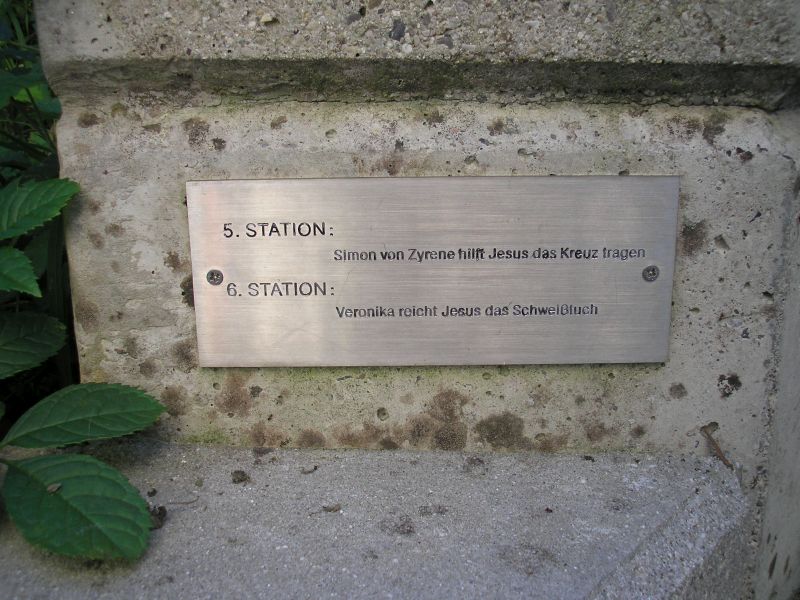 5. STATION:
Simon von Zyrene hilft Jesus das Kreuz tragen
6. STATION:
Veronika reicht Jesus das Schweißtuch